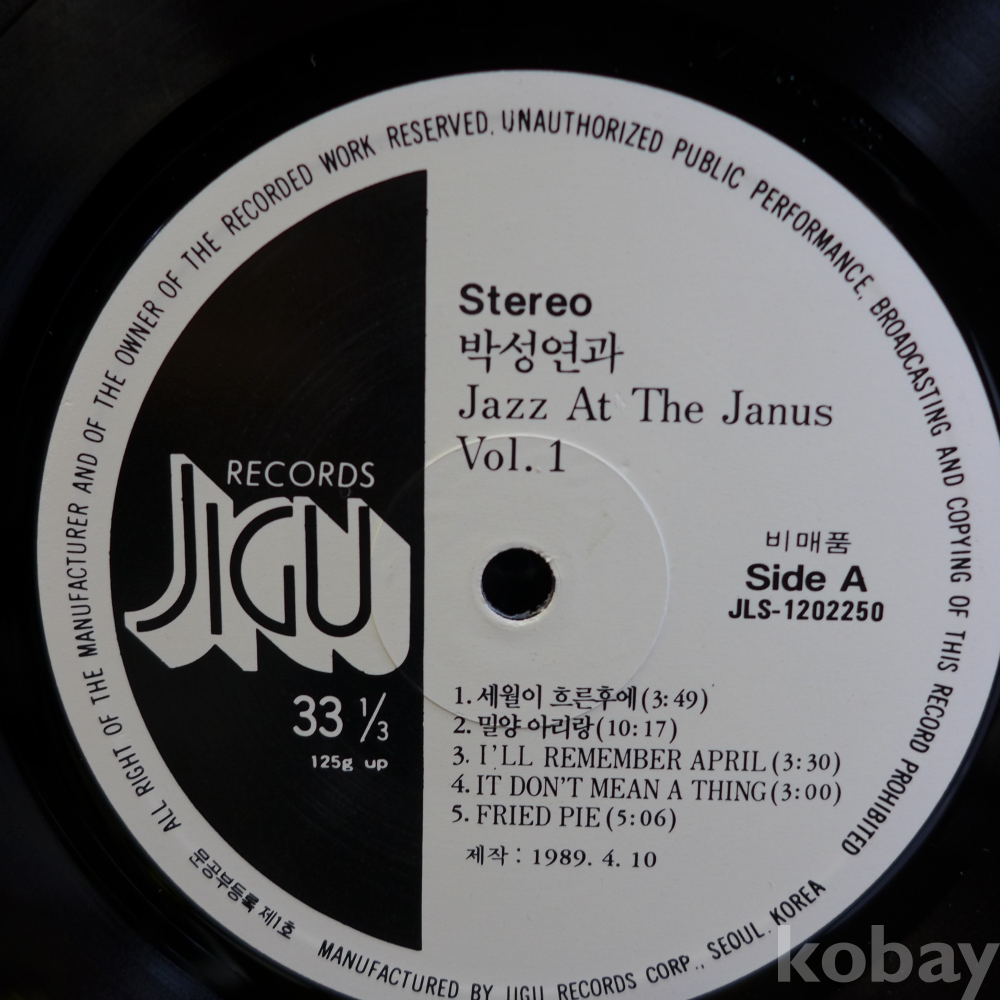 ALL RIGHT OF THE MANUFACTURER AND OF THE OWNER OF THE RECORDED WORK RESERVED. UNAUTHORIZED PUBLIC PERFORMANCE, BROADCASTING AND COPYING OF THIS RECORD PROHIBITED
Stereo
박성연과
Jazz At The Janus
Vol. 1
RECORDS
JIGU
비매품
Side A
JLS-1202250
33 1/3
125g up
1. 세월이 흐른후에(3:49)
2. 밀양 아리랑(10:17)
3. I'LL REMEMBER APRIL(3:30)
4. IT DON'T MEAN A THING(3:00)
5. FRIED PIE(5:06)
제작 : 1989. 4. 10
문공부등록 제1호
MANUFACTURED BY JIGU RECORDS CORP., SEOUL. KOREA
kobay